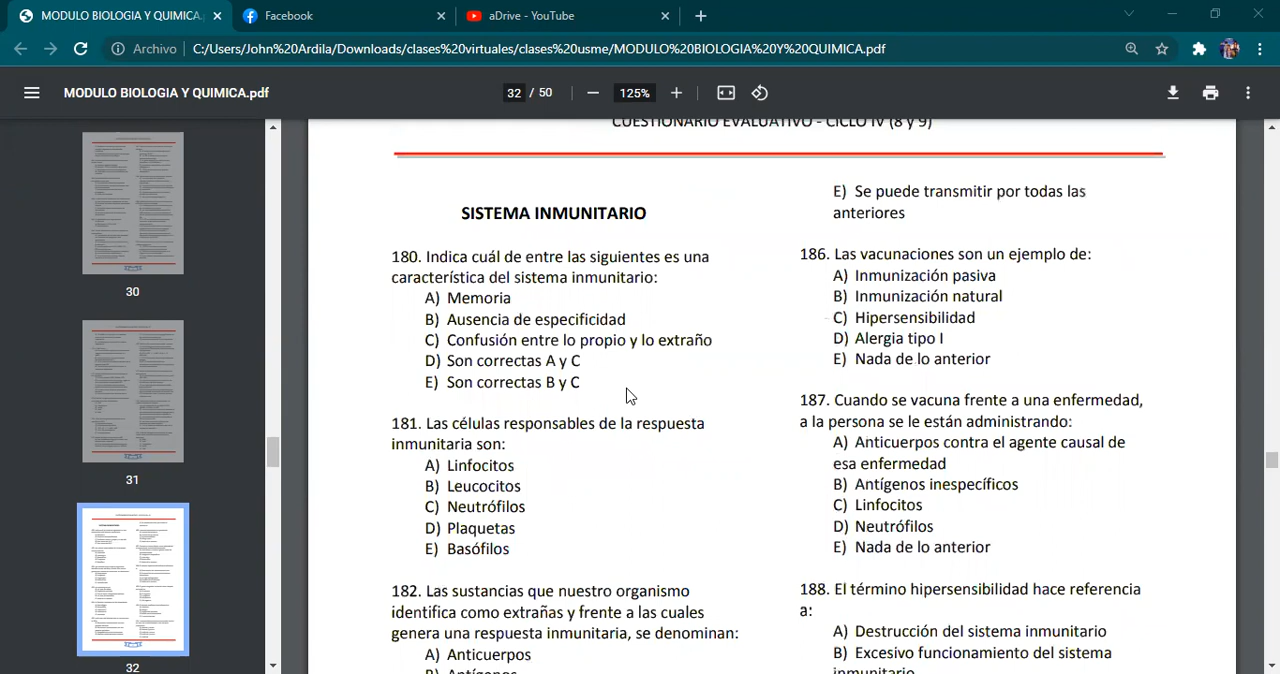 MODULO BIOLOGIA Y QUIMICA.
Facebook
aDrive - YouTube
Archivo
C:/Users/John%20Ardila/Downloads/clases%20virtuales/clases%20usme/MODULO%20BIOLOGIA%20Y%20QUIMICA.pdf
MODULO BIOLOGIA Y QUIMICA.pdf
32 / 50
125%
30
31
32
CUESTIONARIO EVALUATIVO - CICLO IV (8 y 9)
SISTEMA INMUNITARIO
180. Indica cuál de entre las siguientes es una
característica del sistema inmunitario:
A) Memoria
B) Ausencia de especificidad
C) Confusión entre lo propio y lo extraño
D) Son correctas A y C
E) Son correctas B y C
181. Las células responsables de la respuesta
inmunitaria son:
A) Linfocitos
B) Leucocitos
C) Neutrófilos
D) Plaquetas
E) Basófilos
182. Las sustancias que nuestro organismo
identifica como extrañas y frente a las cuales
genera una respuesta inmunitaria, se denominan:
A) Anticuerpos
B) Antígenos
E) Se puede transmitir por todas las
anteriores
186. Las vacunaciones son un ejemplo de:
A) Inmunización pasiva
B) Inmunización natural
C) Hipersensibilidad
D) Alergia tipo I
E) Nada de lo anterior
187. Cuando se vacuna frente a una enfermedad,
a la persona se le están administrando:
A) Anticuerpos contra el agente causal de
esa enfermedad
B) Antígenos inespecíficos
C) Linfocitos
D) Neutrófilos
E) Nada de lo anterior
188. El término hipersensibilidad hace referencia
a:
A) Destrucción del sistema inmunitario
B) Excesivo funcionamiento del sistema
inmunitario